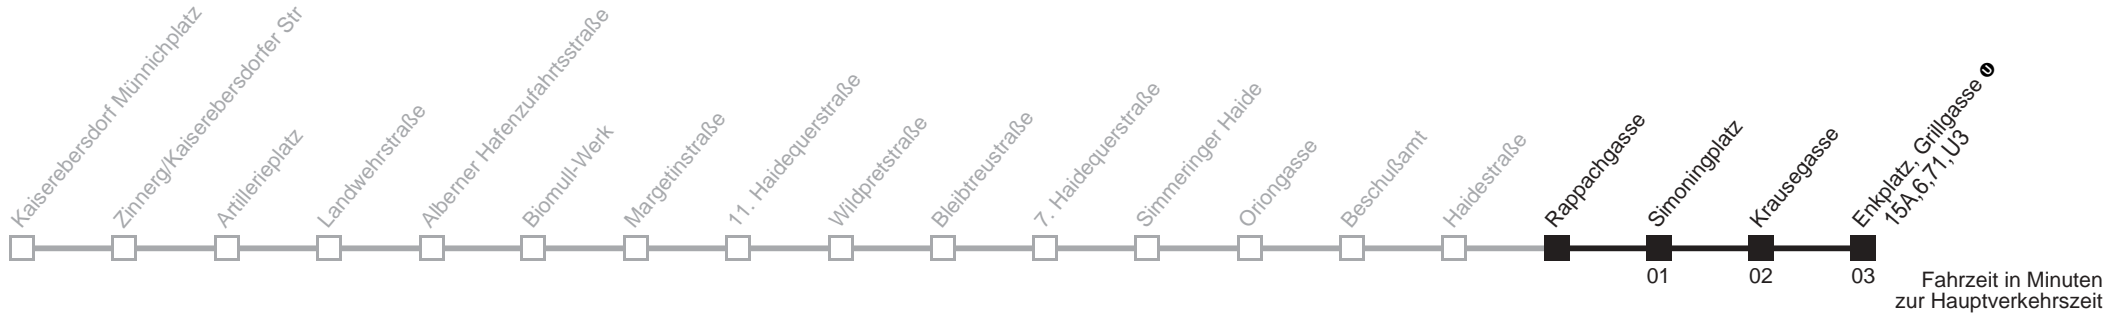 Kaiserebersdorf Münnichplatz
Zinnerg/Kaiserebersdorfer Str
Artillerieplatz
Landwehrstraße
Alberner Hafenzufahrtsstraße
Biomull-Werk
Margetinstraße
11. Haidequerstraße
Wildpretstraße
Bleibtreustraße
7. Haidequerstraße
Simmeringer Haide
Oriongasse
Beschußamt
Haidestraße
Rappachgasse
Simoningplatz
Krausegasse
Enkplatz, Grillgasse U
15A,6,71,U3
01
02
03
Fahrzeit in Minuten
zur Hauptverkehrszeit